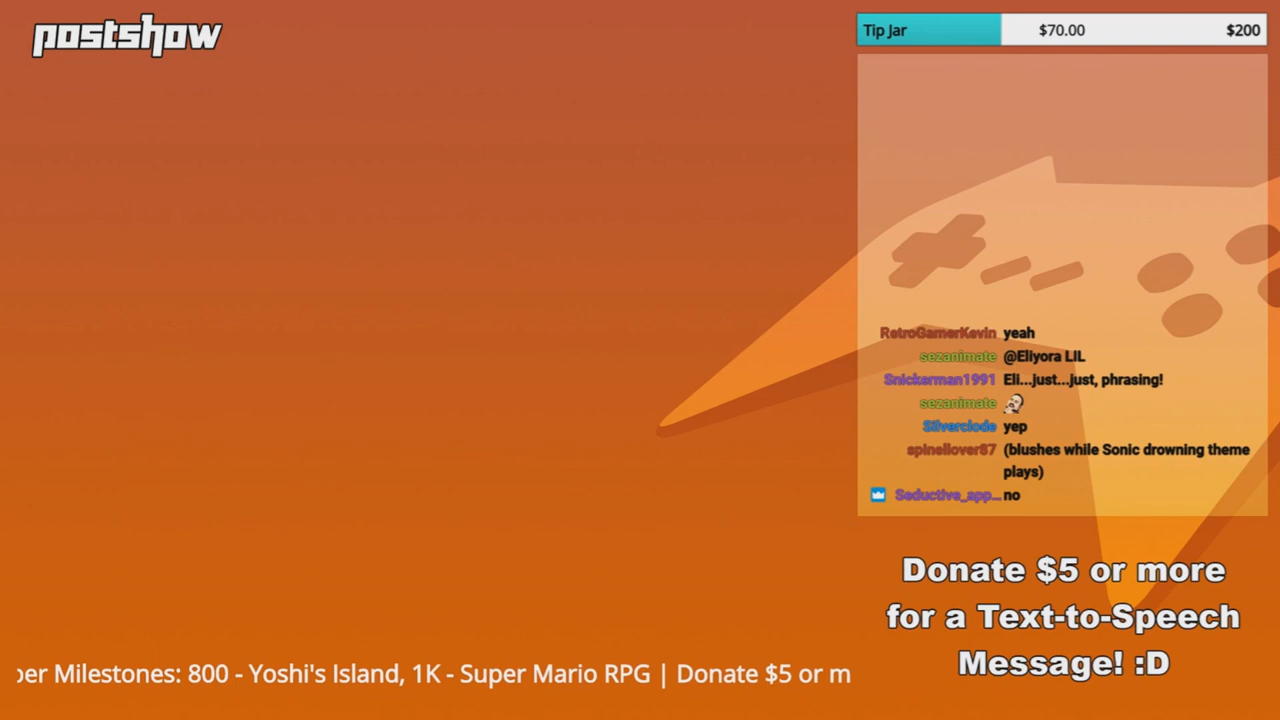 postshow
Tip Jar $70.00 $200
RetroGamerKevin yeah
sezanimate @Eliyora LIL
Snickerman1991 Eli...just...just, phrasing!
sezanimate
Silverclode yep
spinellover87 (blushes while Sonic drowning theme
plays)
Seductive_app... no
Donate $5 or more
for a Text-to-Speech
Message! :D
per Milestones: 800 - Yoshi's Island, 1K - Super Mario RPG | Donate $5 or m